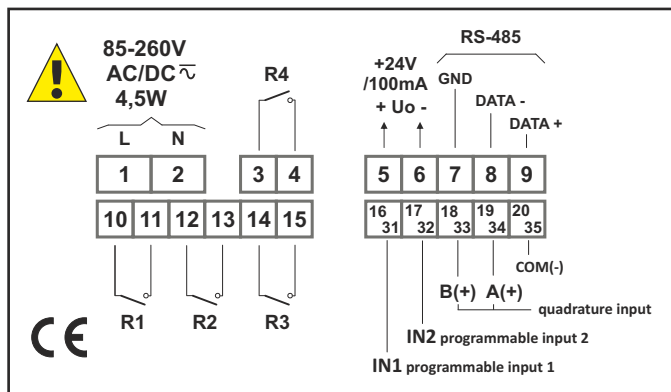 85-260V
AC/DC
4,5W
L N
R4
+24V
/100mA
+ Uo -
RS-485
GND
DATA -
DATA +
1 2 3 4 5 6 7 8 9
10 11 12 13 14 15 16 31 17 32 18 33 19 34 20 35
R1 R2 R3
COM(-)
B(+) A(+)
quadrature input
IN2 programmable input 2
IN1 programmable input 1
CE